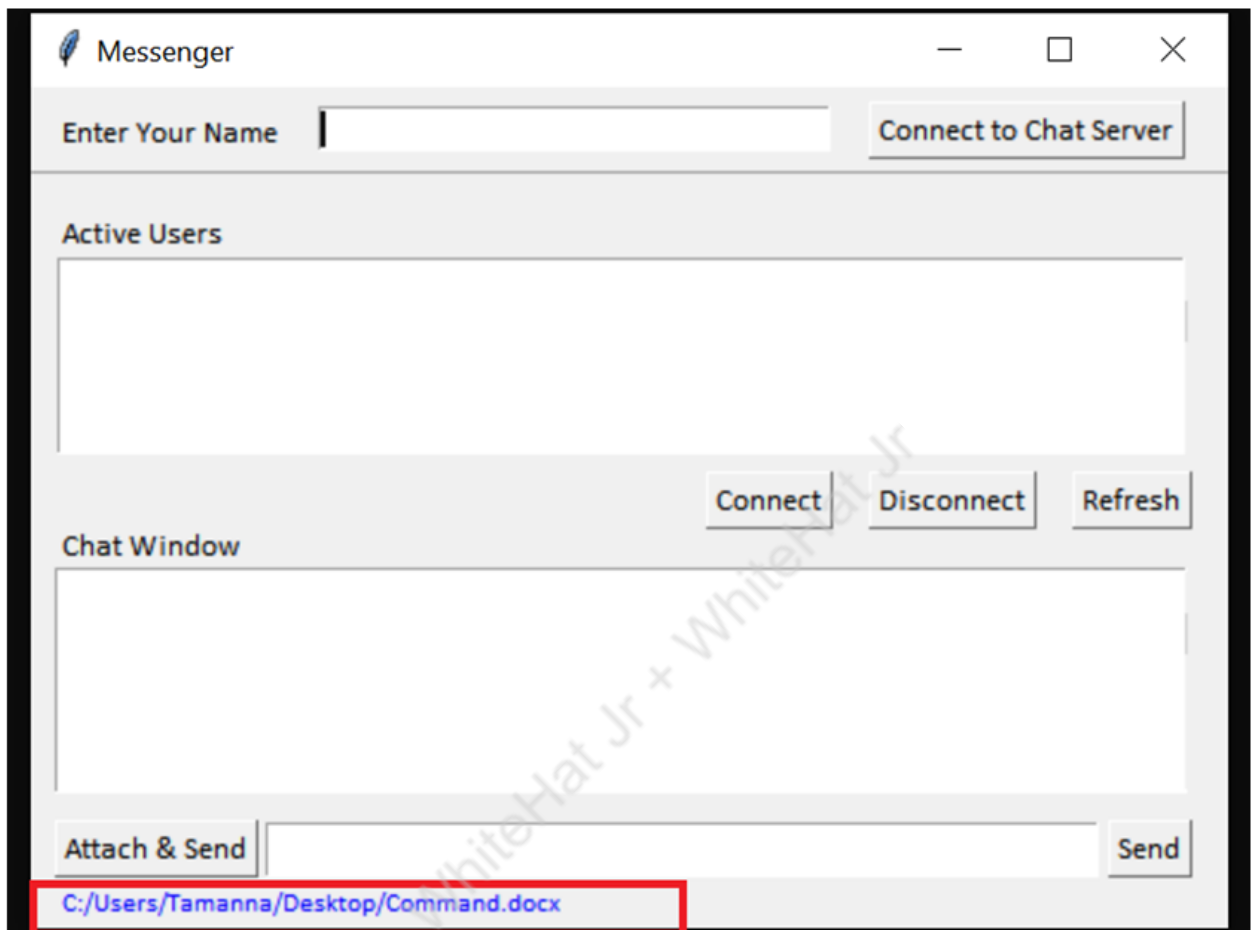 Messenger
Enter Your Name Connect to Chat Server
Active Users
Connect Disconnect Refresh
Chat Window
Attach & Send Send
C:/Users/Tamanna/Desktop/Command.docx
WhiteHat Jr + WhiteHat Jr